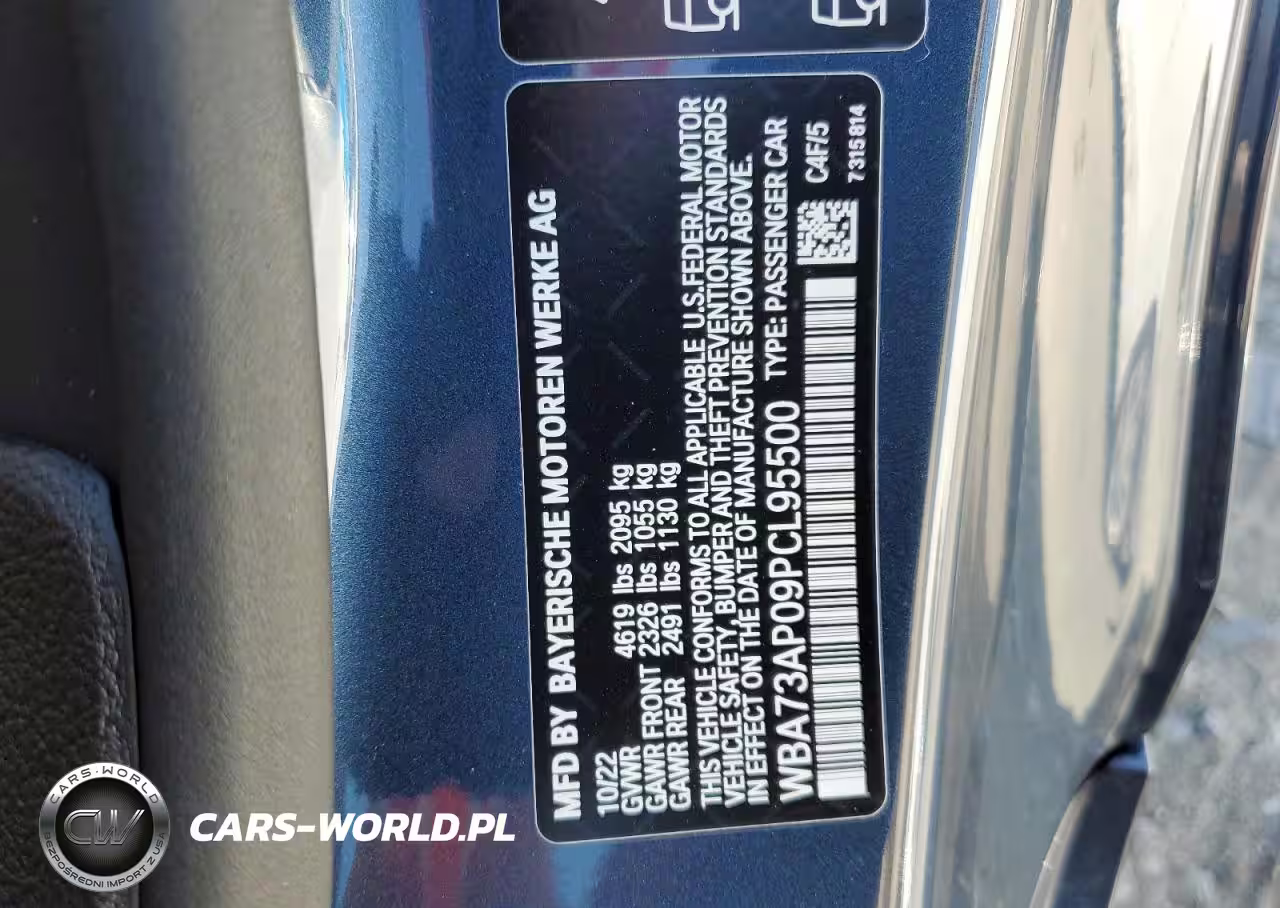 MFD BY BAYERISCHE MOTOREN WERKE AG
10/22
GVWR 4619 lbs 2095 kg
GAWR FRONT 2326 lbs 1055 kg
GAWR REAR 2491 lbs 1130 kg
THIS VEHICLE CONFORMS TO ALL APPLICABLE U.S.FEDERAL MOTOR
VEHICLE SAFETY, BUMPER AND THEFT PREVENTION STANDARDS
IN EFFECT ON THE DATE OF MANUFACTURE SHOWN ABOVE.
WBA73AP09PCL95500 TYPE: PASSENGER CAR
C4F/5
7315814
CARS-WORLD
CW
BEZPOŚREDNI IMPORT Z USA
CARS-WORLD.PL